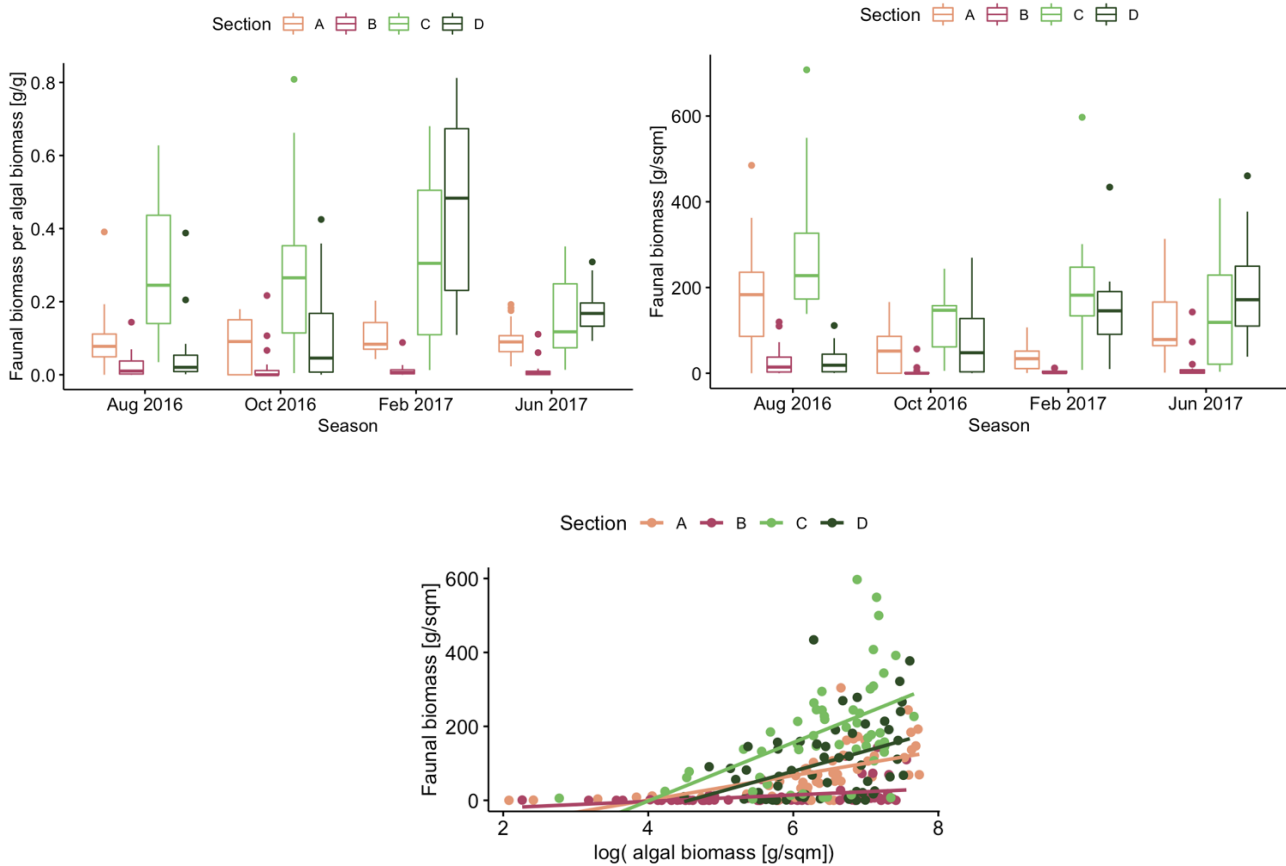 Section A B C D
Faunal biomass per algal biomass [g/g]
0.8
0.6
0.4
0.2
0.0
Aug 2016 Oct 2016 Feb 2017 Jun 2017
Season
Section A B C D
Faunal biomass [g/sqm]
600
400
200
0
Aug 2016 Oct 2016 Feb 2017 Jun 2017
Season
Section A B C D
Faunal biomass [g/sqm]
600
400
200
0
2 4 6 8
log( algal biomass [g/sqm])